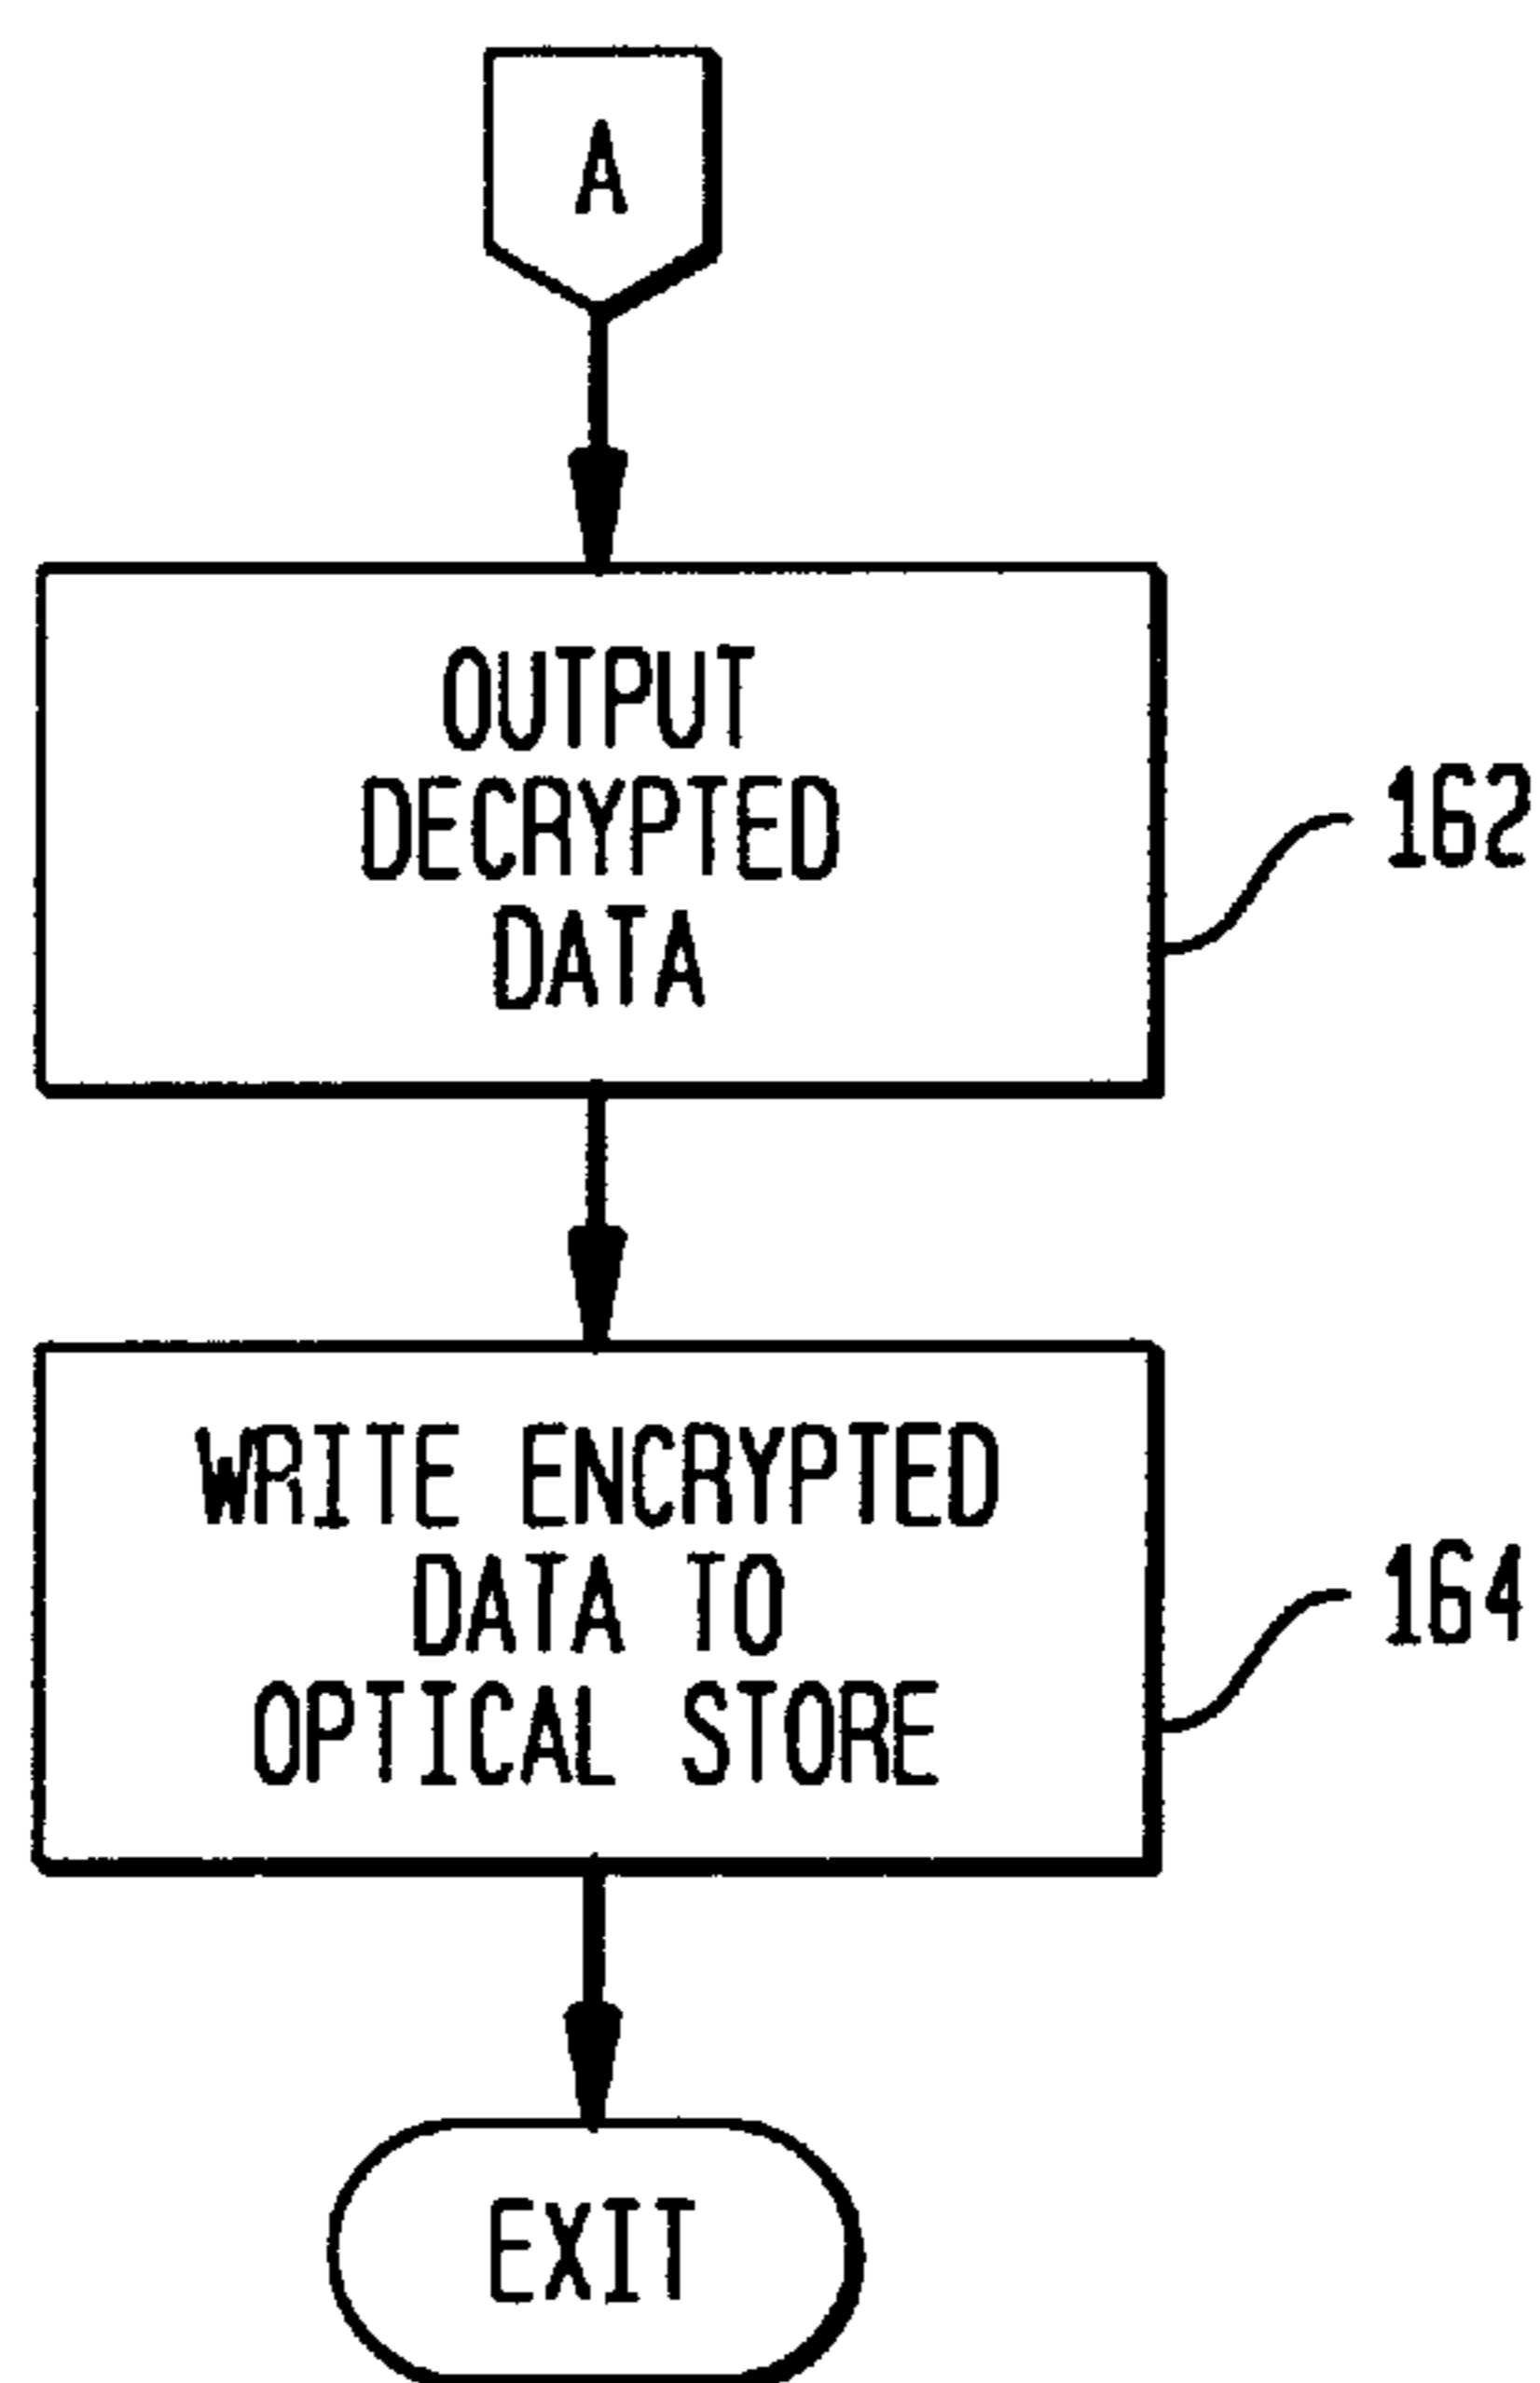 A
OUTPUT
DECRYPTED
DATA
162
WRITE ENCRYPTED
DATA TO
OPTICAL STORE
164
EXIT